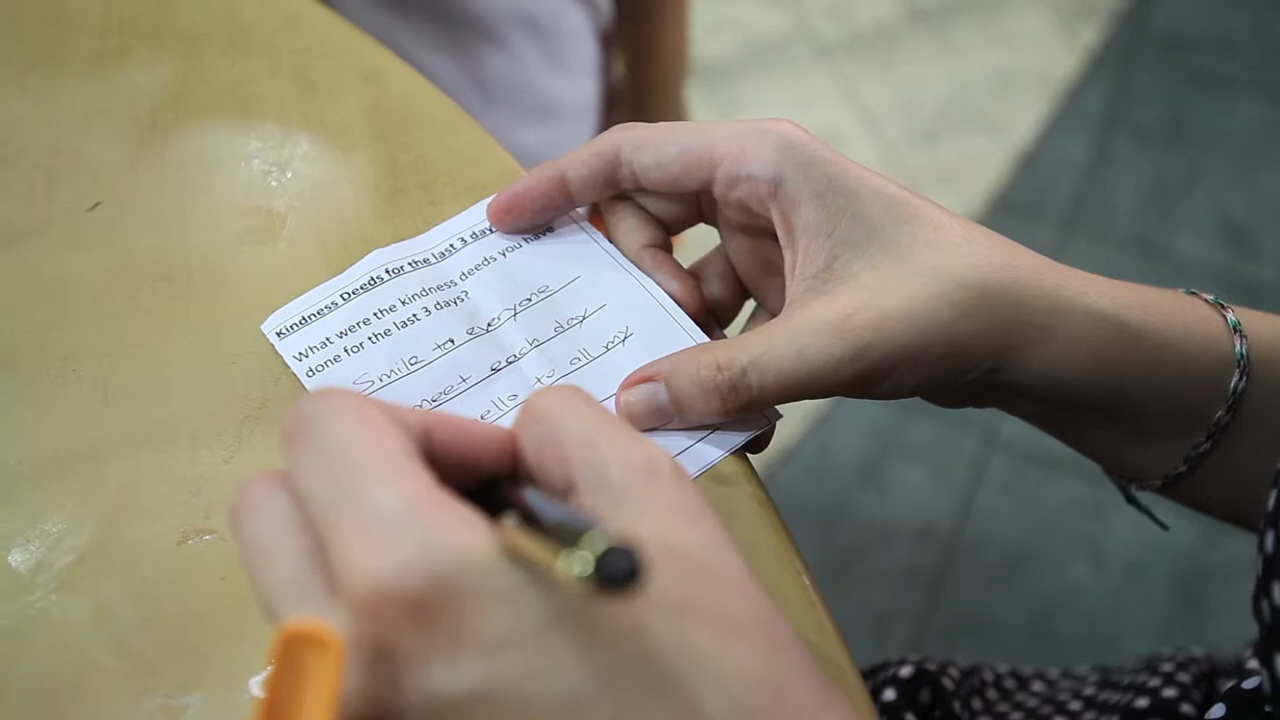 Kindness Deeds for the last 3 day
What were the kindness deeds you have
done for the last 3 days?
Smile to everyone
meet each day
ello to all my